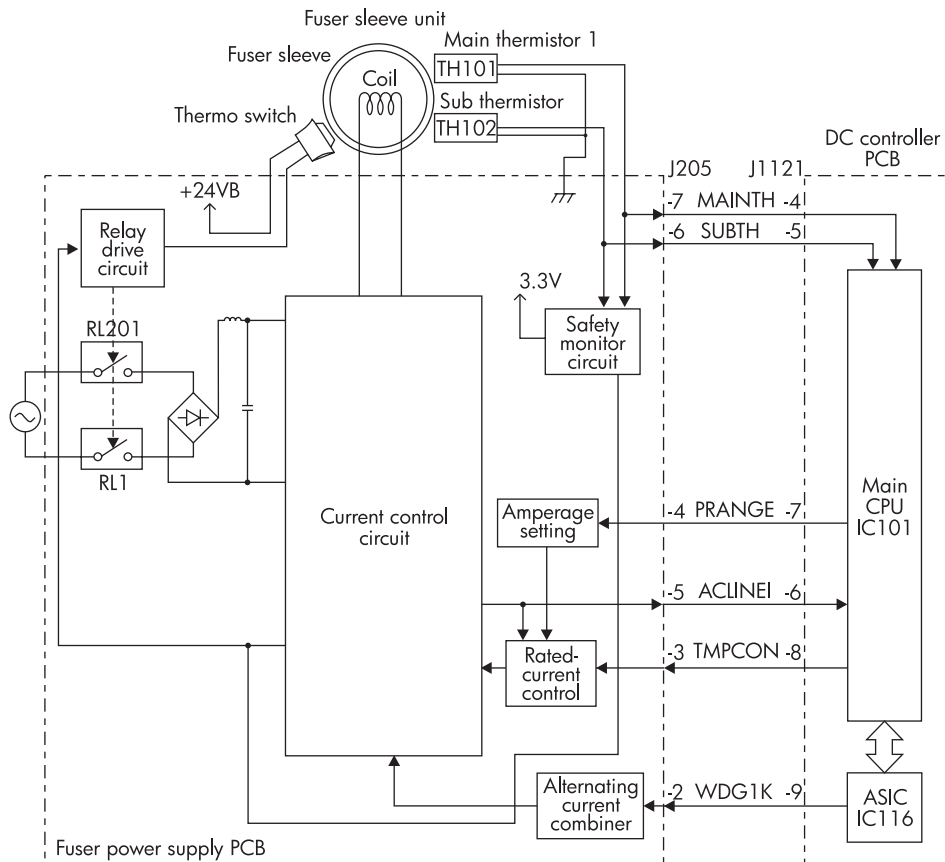 Fuser sleeve unit
Fuser sleeve
Main thermistor 1
TH101
Coil
Sub thermistor
TH102
Thermo switch
DC controller
PCB
J205
J1121
+24VB
-7 MAINTH -4
-6 SUBTH -5
Relay
drive
circuit
3.3V
RL201
Safety
monitor
circuit
RL1
Main
CPU
IC101
Current control
circuit
Amperage
setting
-4 PRANGE -7
-5 ACLINEI -6
Rated-
current
control
-3 TMPCON -8
Alternating
current
combiner
-2 WDG1K -9
ASIC
IC116
Fuser power supply PCB